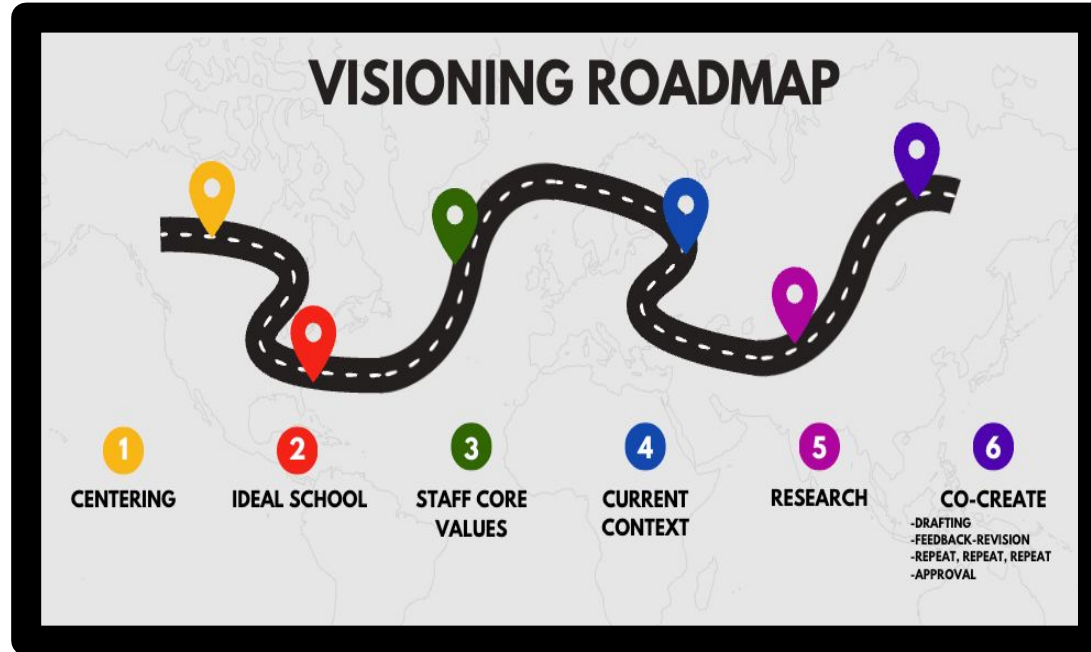 VISIONING ROADMAP
1
CENTERING
2
IDEAL SCHOOL
3
STAFF CORE
VALUES
4
CURRENT
CONTEXT
5
RESEARCH
6
CO-CREATE
-DRAFTING
-FEEDBACK-REVISION
-REPEAT, REPEAT, REPEAT
-APPROVAL